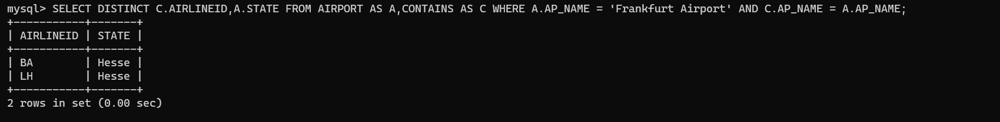 mysql> SELECT DISTINCT C.AIRLINEID,A.STATE FROM AIRPORT AS A,CONTAINS AS C WHERE A.AP_NAME = 'Frankfurt Airport' AND C.AP_NAME = A.AP_NAME;
+-----------+-------+
| AIRLINEID | STATE |
+-----------+-------+
| BA        | Hesse |
| LH        | Hesse |
+-----------+-------+
2 rows in set (0.00 sec)